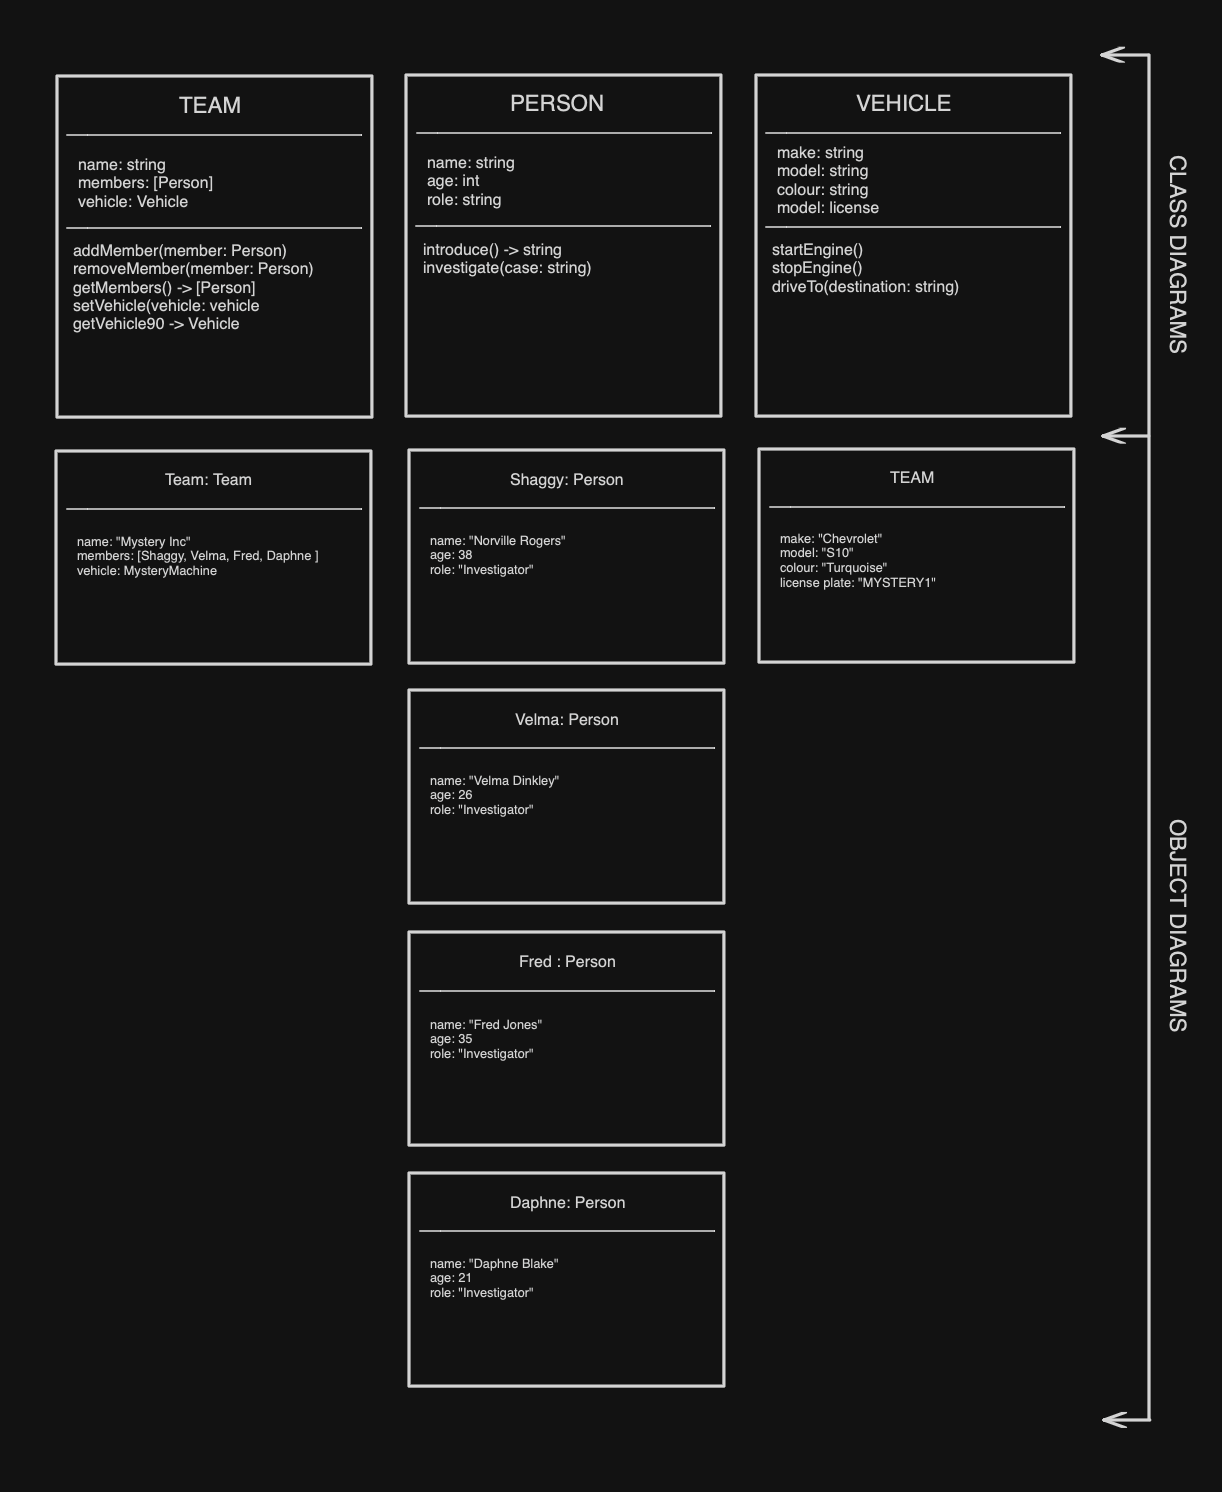 TEAM
name: string
members: [Person]
vehicle: Vehicle
addMember(member: Person)
removeMember(member: Person)
getMembers() -> [Person]
setVehicle(vehicle: vehicle
getVehicle90 -> Vehicle
PERSON
name: string
age: int
role: string
introduce() -> string
investigate(case: string)
VEHICLE
make: string
model: string
colour: string
model: license
startEngine()
stopEngine()
driveTo(destination: string)
CLASS DIAGRAMS
Team: Team
name: "Mystery Inc"
members: [Shaggy, Velma, Fred, Daphne ]
vehicle: MysteryMachine
Shaggy: Person
name: "Norville Rogers"
age: 38
role: "Investigator"
TEAM
make: "Chevrolet"
model: "S10"
colour: "Turquoise"
license plate: "MYSTERY1"
Velma: Person
name: "Velma Dinkley"
age: 26
role: "Investigator"
Fred : Person
name: "Fred Jones"
age: 35
role: "Investigator"
Daphne: Person
name: "Daphne Blake"
age: 21
role: "Investigator"
OBJECT DIAGRAMS